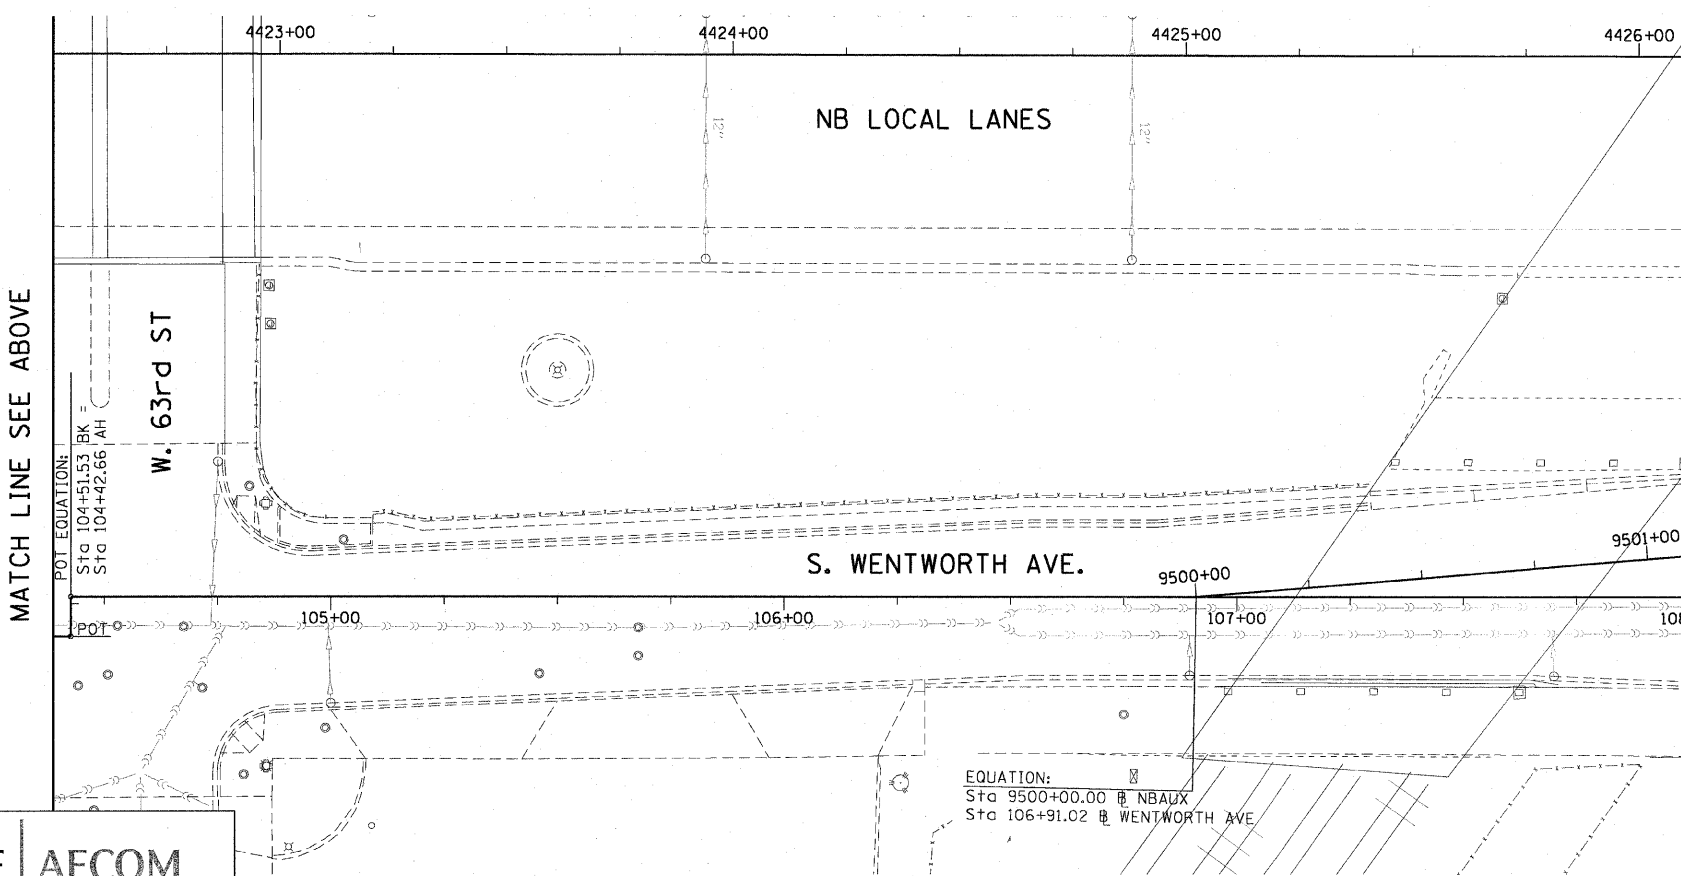 4423+00
4424+00
4425+00
4426+00
12"
12"
NB LOCAL LANES
MATCH LINE SEE ABOVE
W. 63rd ST
POT EQUATION:
Sta 104+51.53 BK =
Sta 104+42.66 AH
POT
S. WENTWORTH AVE.
9500+00
9501+00
105+00
106+00
107+00
108
EQUATION:
Sta 9500+00.00 ⅊ NBAUX
Sta 106+91.02 ⅊ WENTWORTH AVE
AECOM